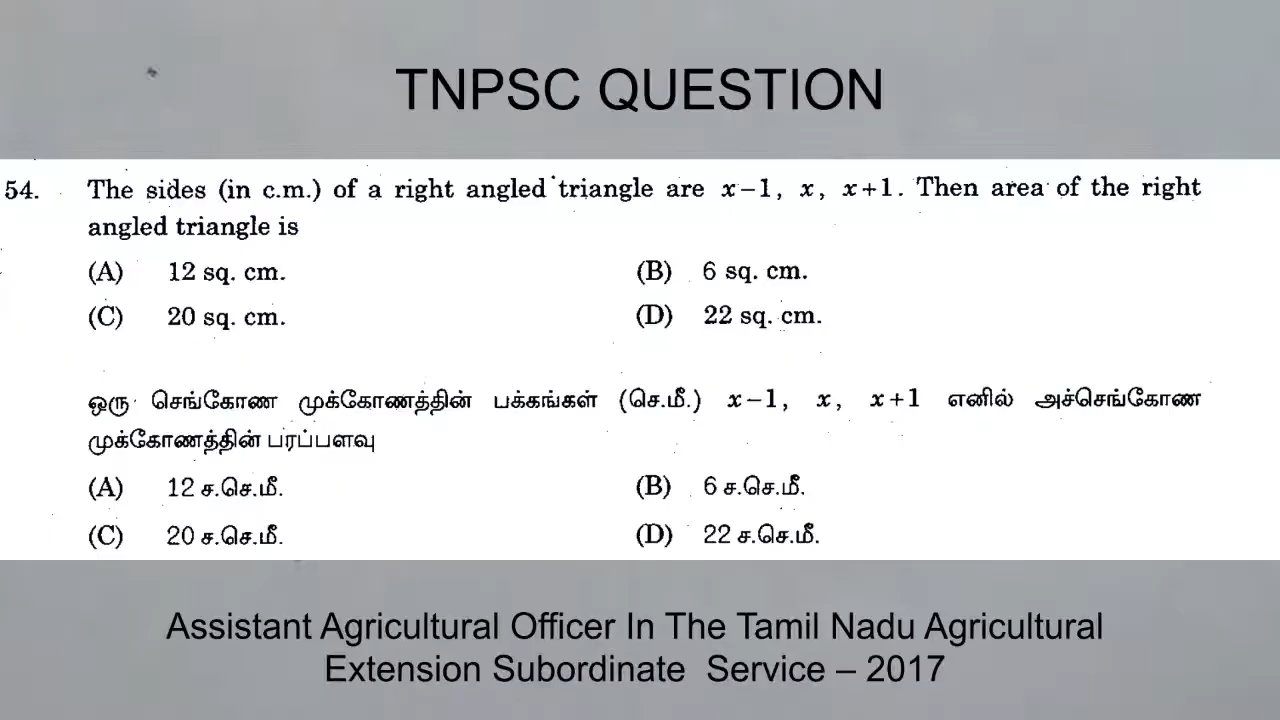 TNPSC QUESTION
54. The sides (in c.m.) of a right angled triangle are x−1, x, x+1. Then area of the right
angled triangle is
(A) 12 sq. cm. (B) 6 sq. cm.
(C) 20 sq. cm. (D) 22 sq. cm.
ஒரு செங்கோண முக்கோணத்தின் பக்கங்கள் (செ.மீ.) x−1, x, x+1 எனில் அச்செங்கோண
முக்கோணத்தின் பரப்பளவு
(A) 12 ச.செ.மீ. (B) 6 ச.செ.மீ.
(C) 20 ச.செ.மீ. (D) 22 ச.செ.மீ.
Assistant Agricultural Officer In The Tamil Nadu Agricultural
Extension Subordinate Service – 2017